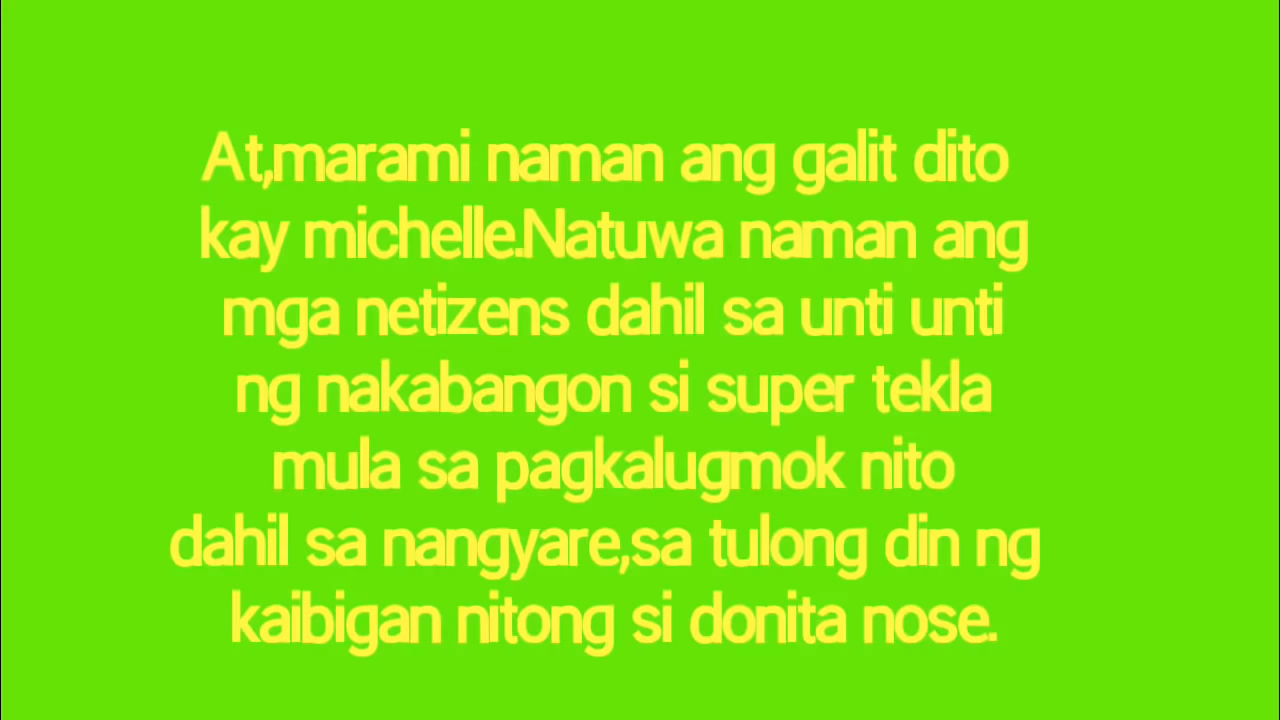 At,marami naman ang galit dito
kay michelle.Natuwa naman ang
mga netizens dahil sa unti unti
ng nakabangon si super tekla
mula sa pagkalugmok nito
dahil sa nangyare,sa tulong din ng
kaibigan nitong si donita nose.